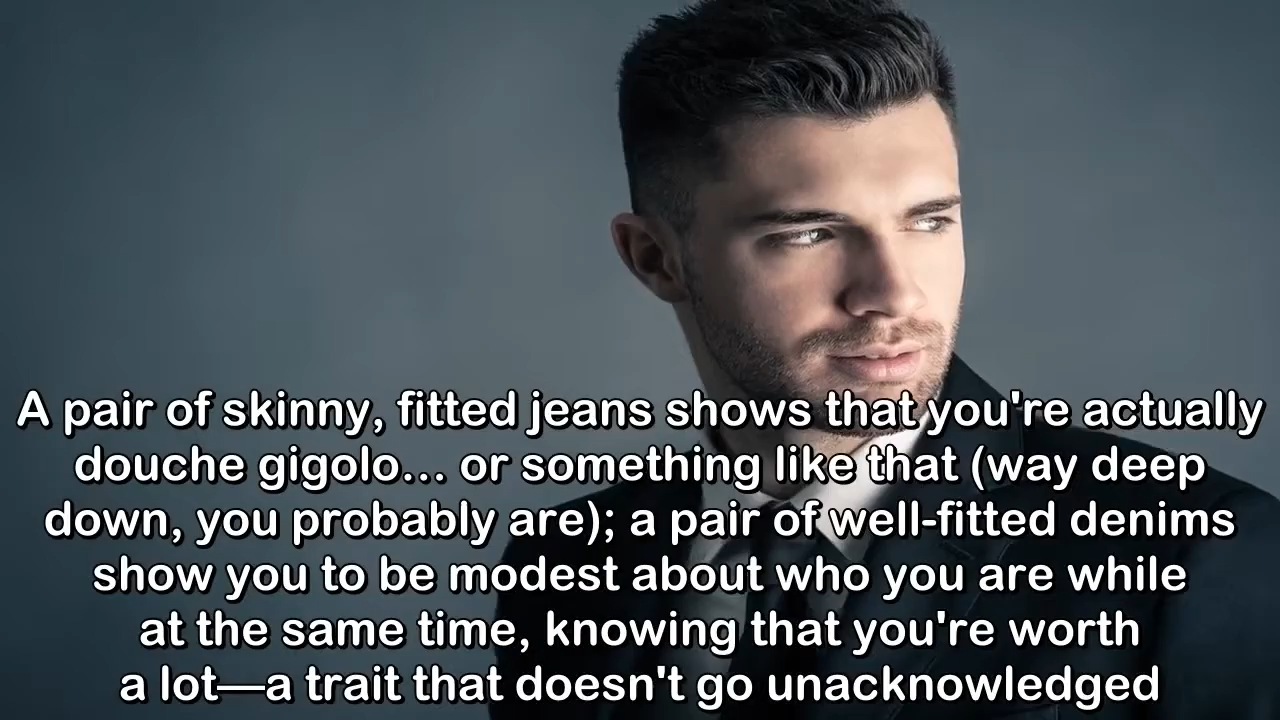 A pair of skinny, fitted jeans shows that you're actually
douche gigolo... or something like that (way deep
down, you probably are); a pair of well-fitted denims
show you to be modest about who you are while
at the same time, knowing that you're worth
a lot—a trait that doesn't go unacknowledged